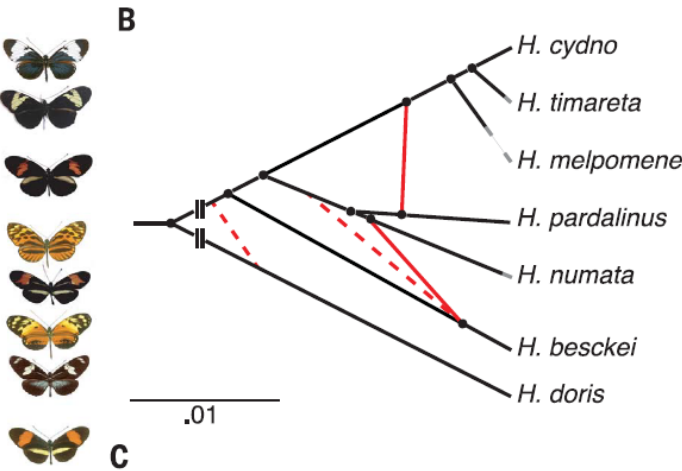 B
H. cydno
H. timareta
H. melpomene
H. pardalinus
H. numata
H. besckei
H. doris
.01
C